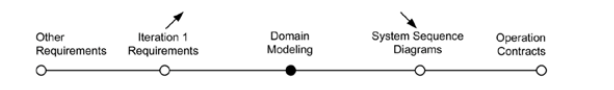 Other
Requirements
Iteration 1
Requirements
Domain
Modeling
System Sequence
Diagrams
Operation
Contracts